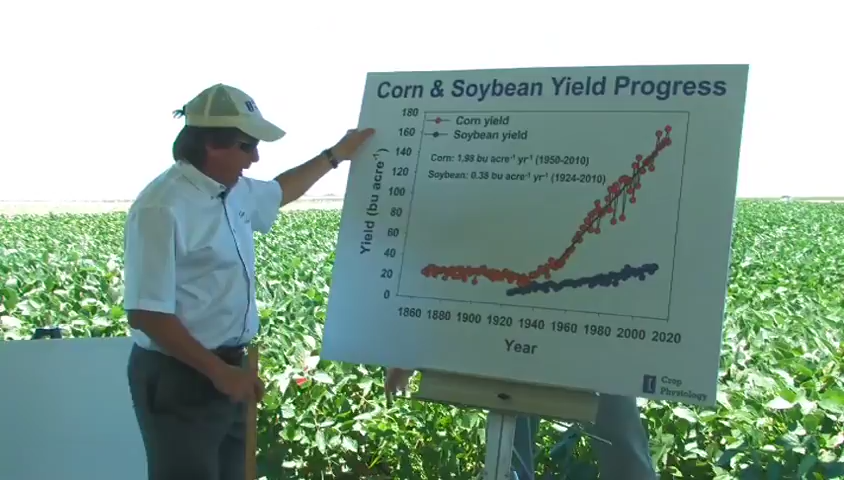 Corn & Soybean Yield Progress
180
160
140
120
100
80
60
40
20
0
Yield (bu acre⁻¹)
Corn yield
Soybean yield
Corn: 1.98 bu acre⁻¹ yr⁻¹ (1950-2010)
Soybean: 0.38 bu acre⁻¹ yr⁻¹ (1924-2010)
1860 1880 1900 1920 1940 1960 1980 2000 2020
Year
I Crop
Physiology